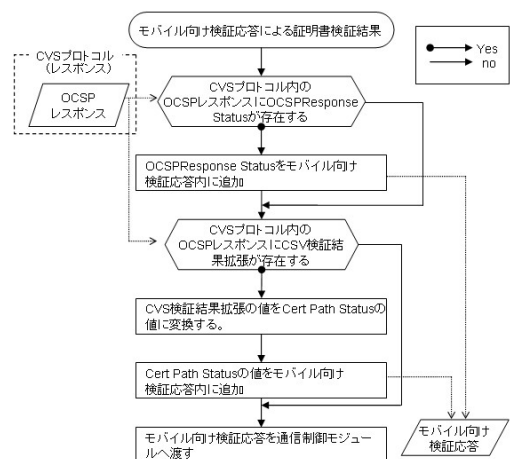 モバイル向け検証応答による証明書検証結果
Yes
no
CVSプロトコル
(レスポンス)
OCSP
レスポンス
CVSプロトコル内の
OCSPレスポンスにOCSPResponse
Statusが存在する
OCSPResponse Statusをモバイル向け
検証応答内に追加
CVSプロトコル内の
OCSPレスポンスにCSV検証結
果拡張が存在する
CVS検証結果拡張の値をCert Path Statusの
値に変換する。
Cert Path Statusの値をモバイル向け
検証応答内に追加
モバイル向け
検証応答
モバイル向け検証応答を通信制御モジュー
ルへ渡す